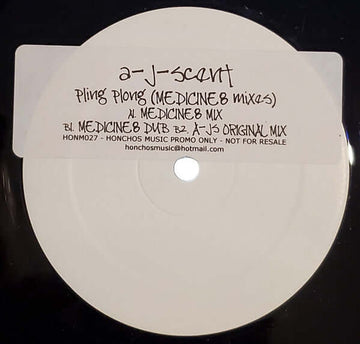 a-j-scent
Pling Plong (MEDICINE8 mixes)
A1. MEDICINE8 MIX
B1. MEDICINE8 DUB B2. A-J'S ORIGINAL MIX
HONM027 - HONCHOS MUSIC PROMO ONLY - NOT FOR RESALE
honchosmusic@hotmail.com